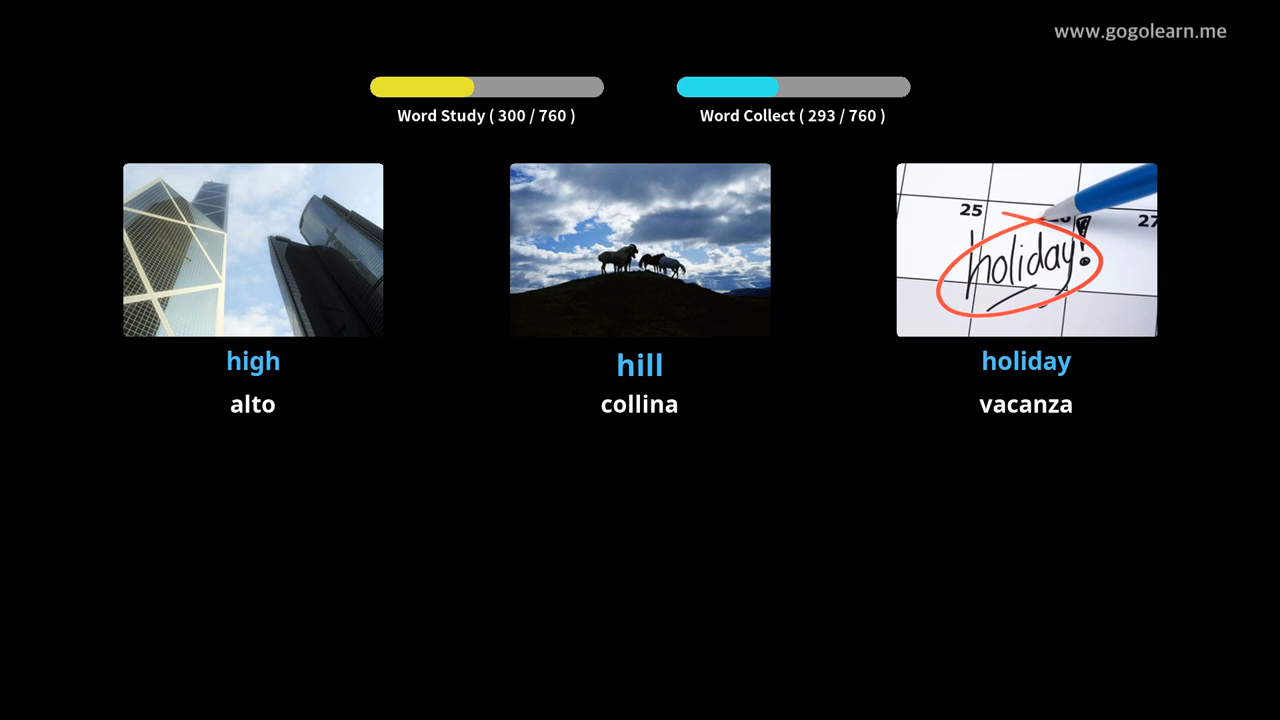 www.gogolearn.me
Word Study ( 300 / 760 )
Word Collect ( 293 / 760 )
25
27
holiday!
high
hill
holiday
alto
collina
vacanza